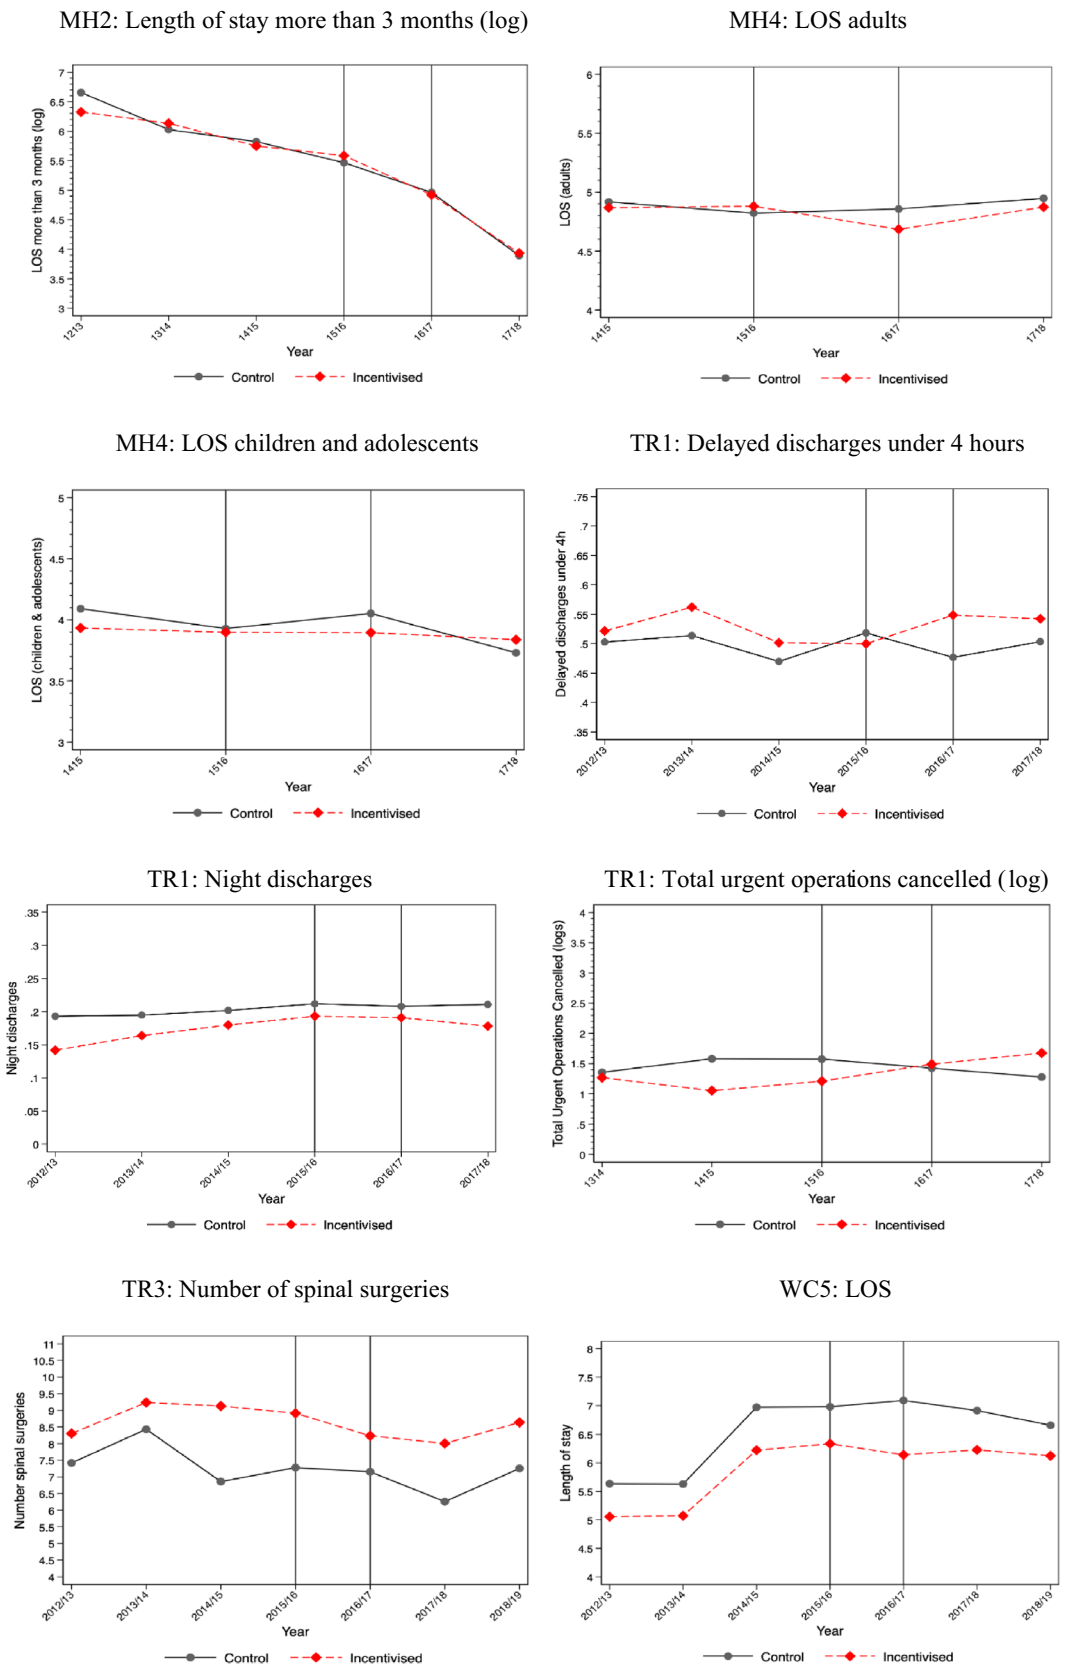 MH2: Length of stay more than 3 months (log)
MH4: LOS adults
LOS more than 3 months (log)
7
6.5
6
5.5
5
4.5
4
3.5
3
1213
1314
1415
1516
1617
1718
Year
Control
Incentivised
LOS (adults)
6
5.5
5
4.5
4
1415
1516
1617
1718
Year
Control
Incentivised
MH4: LOS children and adolescents
TR1: Delayed discharges under 4 hours
LOS (children & adolescents)
5
4.5
4
3.5
3
1415
1516
1617
1718
Year
Control
Incentivised
Delayed discharges under 4h
.75
.7
.65
.6
.55
.5
.45
.4
.35
2012/13
2013/14
2014/15
2015/16
2016/17
2017/18
Year
Control
Incentivised
TR1: Night discharges
TR1: Total urgent operations cancelled (log)
Night discharges
.35
.3
.25
.2
.15
.1
.05
0
2012/13
2013/14
2014/15
2015/16
2016/17
2017/18
Year
Control
Incentivised
Total Urgent Operations Cancelled (logs)
4
3.5
3
2.5
2
1.5
1
.5
0
1314
1415
1516
1617
1718
Year
Control
Incentivised
TR3: Number of spinal surgeries
WC5: LOS
Number spinal surgeries
11
10.5
10
9.5
9
8.5
8
7.5
7
6.5
6
5.5
5
4.5
4
2012/13
2013/14
2014/15
2015/16
2016/17
2017/18
2018/19
Year
Control
Incentivised
Length of stay
8
7.5
7
6.5
6
5.5
5
4.5
4
2012/13
2013/14
2014/15
2015/16
2016/17
2017/18
2018/19
Year
Control
Incentivised